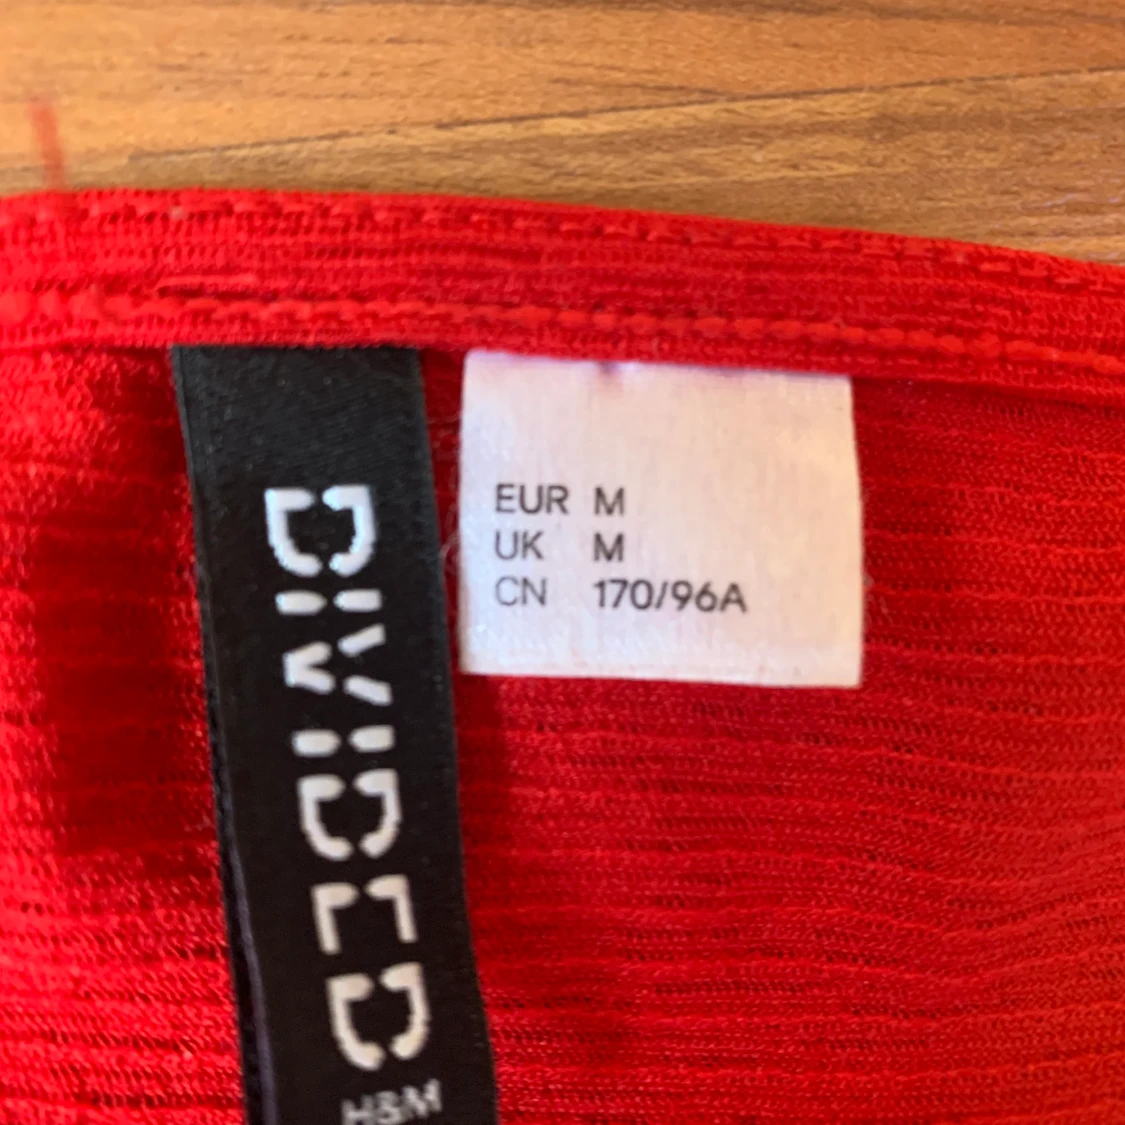 DIVIDED
H&M
EUR M
UK M
CN 170/96A